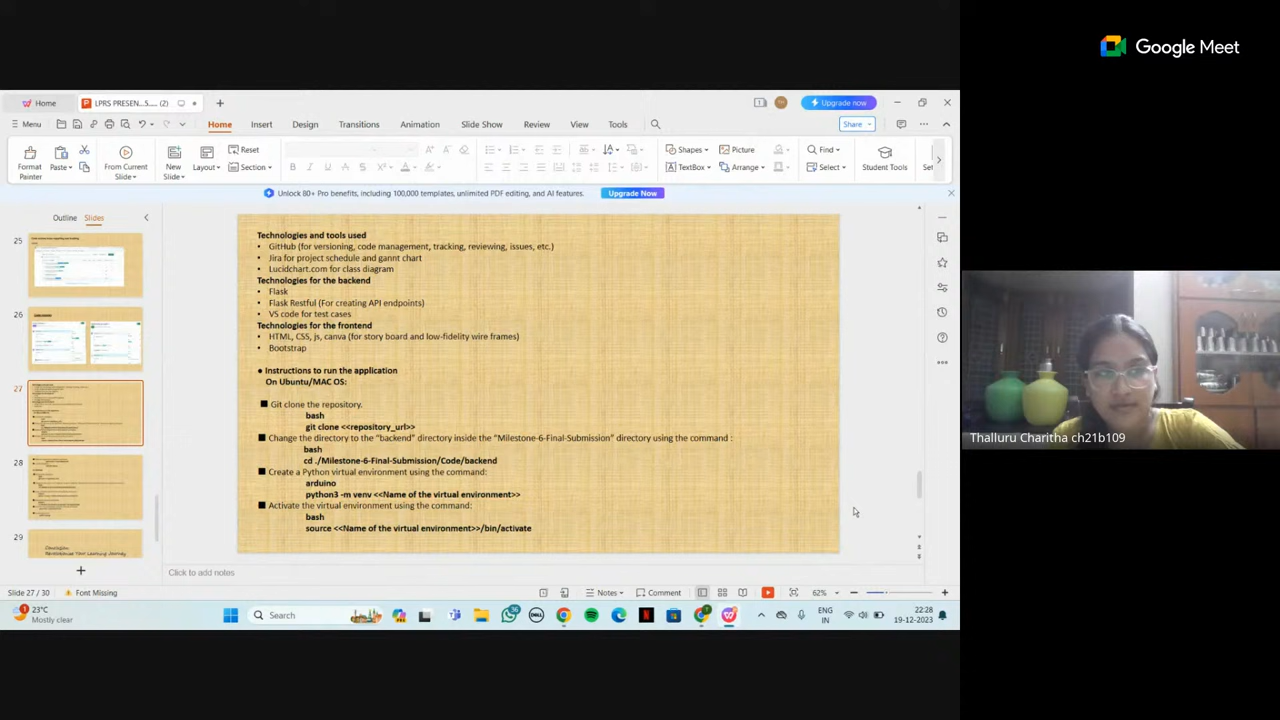 Google Meet
Home
LPRS PRESEN...5.... (2)
Upgrade now
Menu
Home
Insert
Design
Transitions
Animation
Slide Show
Review
View
Tools
Share
Format
Painter
Paste
From Current
Slide
New
Slide
Layout
Reset
Section
Shapes
Picture
TextBox
Arrange
Find
Select
Student Tools
Unlock 80+ Pro benefits, including 100,000 templates, unlimited PDF editing, and AI features.
Upgrade Now
Outline
Slides
25
26
27
28
29
Technologies and tools used
• GitHub (for versioning, code management, tracking, reviewing, issues, etc.)
• Jira for project schedule and gannt chart
• Lucidchart.com for class diagram
Technologies for the backend
• Flask
• Flask Restful (For creating API endpoints)
• VS code for test cases
Technologies for the frontend
• HTML, CSS, js, canva (for story board and low-fidelity wire frames)
• Bootstrap
● Instructions to run the application
On Ubuntu/MAC OS:
■ Git clone the repository.
bash
git clone <<repository_url>>
■ Change the directory to the "backend" directory inside the "Milestone-6-Final-Submission" directory using the command :
bash
cd ./Milestone-6-Final-Submission/Code/backend
■ Create a Python virtual environment using the command:
arduino
python3 -m venv <<Name of the virtual environment>>
■ Activate the virtual environment using the command:
bash
source <<Name of the virtual environment>>/bin/activate
Click to add notes
Thalluru Charitha ch21b109
Slide 27 / 30
Font Missing
Notes
Comment
62%
23°C
Mostly clear
Search
ENG
IN
22:28
19-12-2023